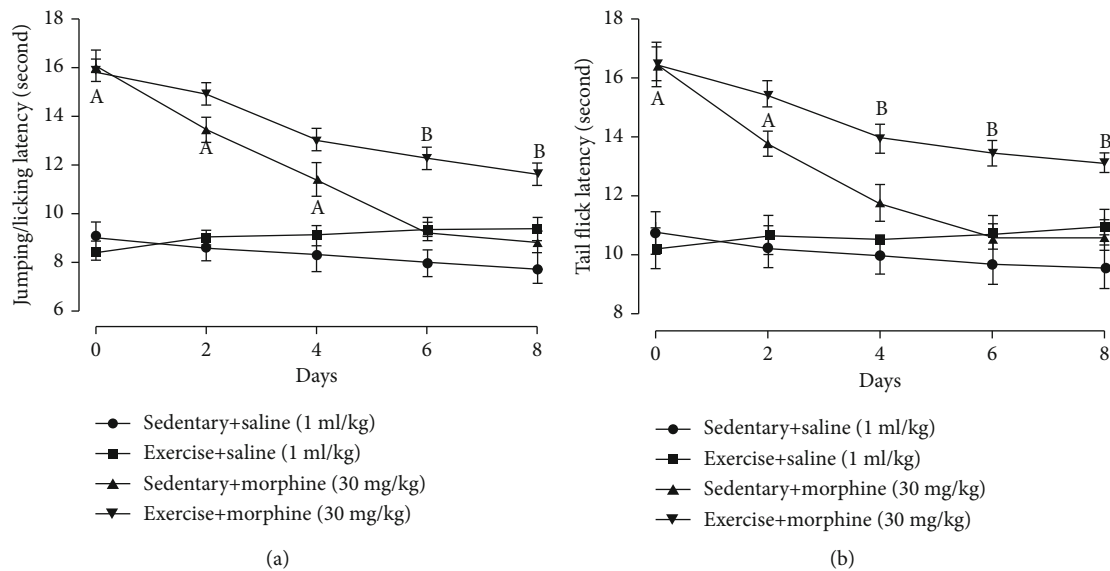 18
16
14
12
10
8
6
Jumping/licking latency (second)
A
A
A
B
B
0 2 4 6 8
Days
Sedentary+saline (1 ml/kg)
Exercise+saline (1 ml/kg)
Sedentary+morphine (30 mg/kg)
Exercise+morphine (30 mg/kg)
(a)
18
16
14
12
10
8
Tail flick latency (second)
A
A
B
B
B
0 2 4 6 8
Days
Sedentary+saline (1 ml/kg)
Exercise+saline (1 ml/kg)
Sedentary+morphine (30 mg/kg)
Exercise+morphine (30 mg/kg)
(b)